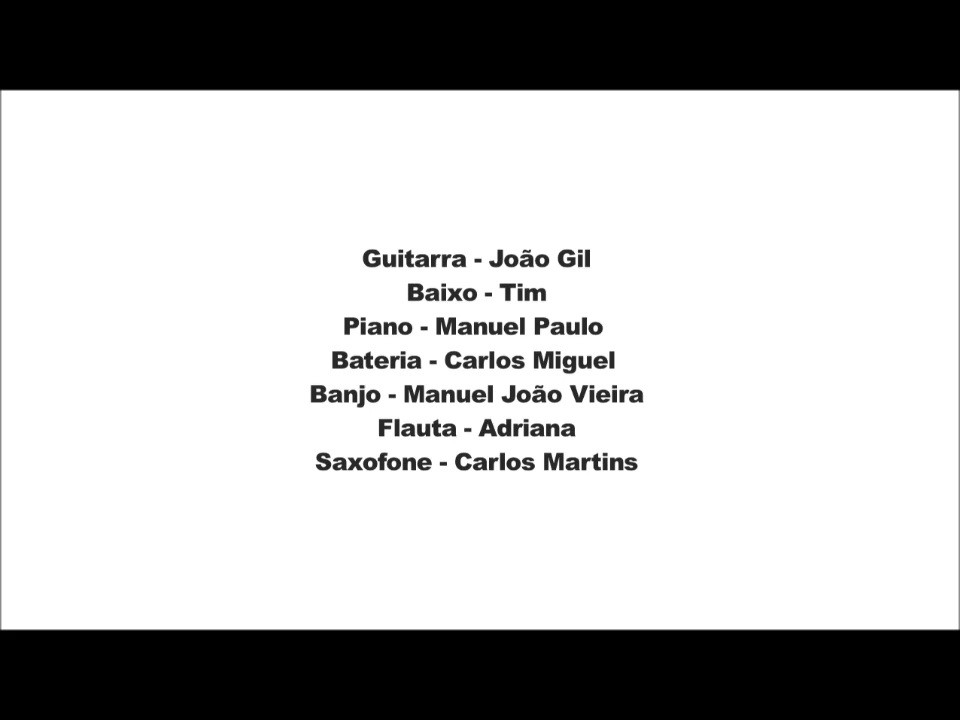 Guitarra - João Gil
Baixo - Tim
Piano - Manuel Paulo
Bateria - Carlos Miguel
Banjo - Manuel João Vieira
Flauta - Adriana
Saxofone - Carlos Martins